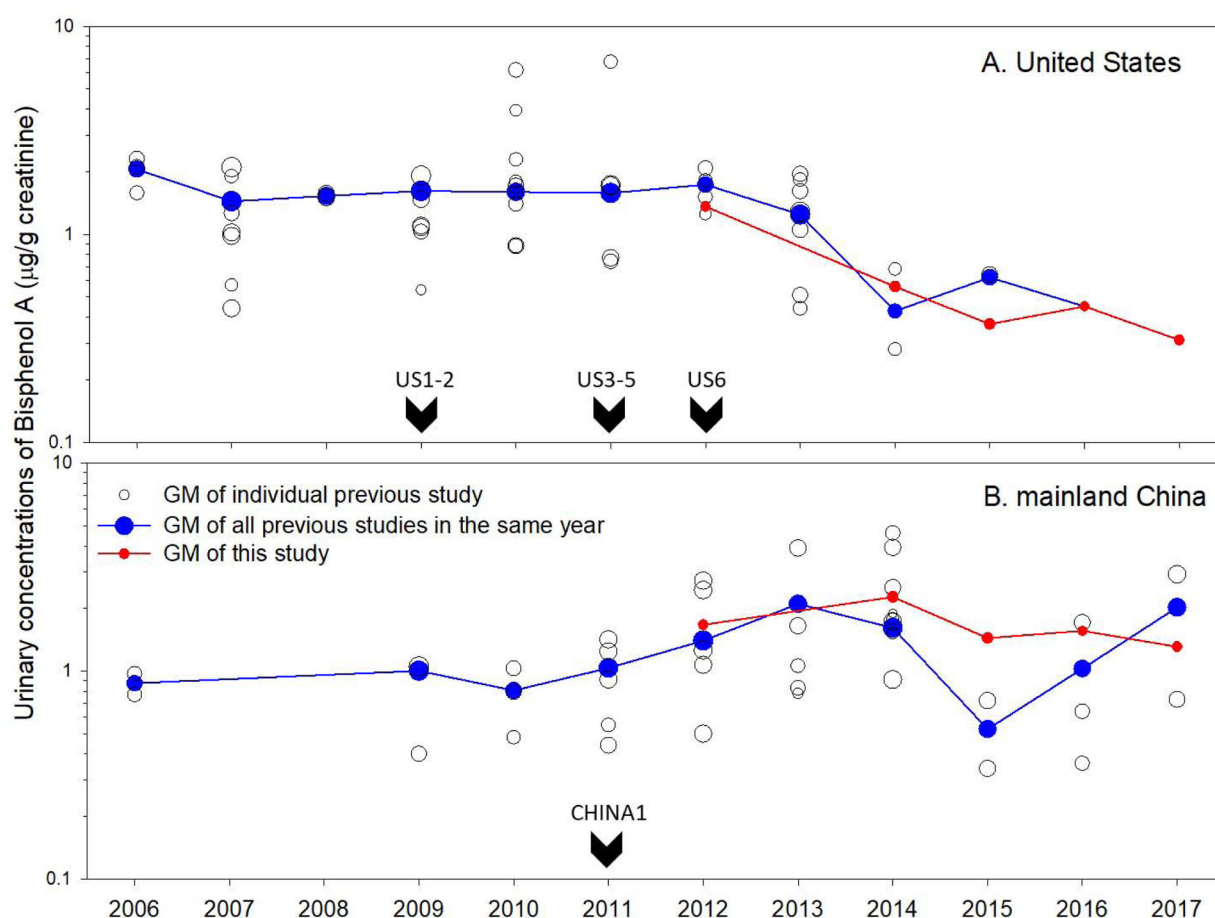 Urinary concentrations of Bisphenol A (μg/g creatinine)
10
A. United States
1
US1-2
US3-5
US6
0.1
10
GM of individual previous study
B. mainland China
GM of all previous studies in the same year
GM of this study
1
CHINA1
0.1
2006 2007 2008 2009 2010 2011 2012 2013 2014 2015 2016 2017